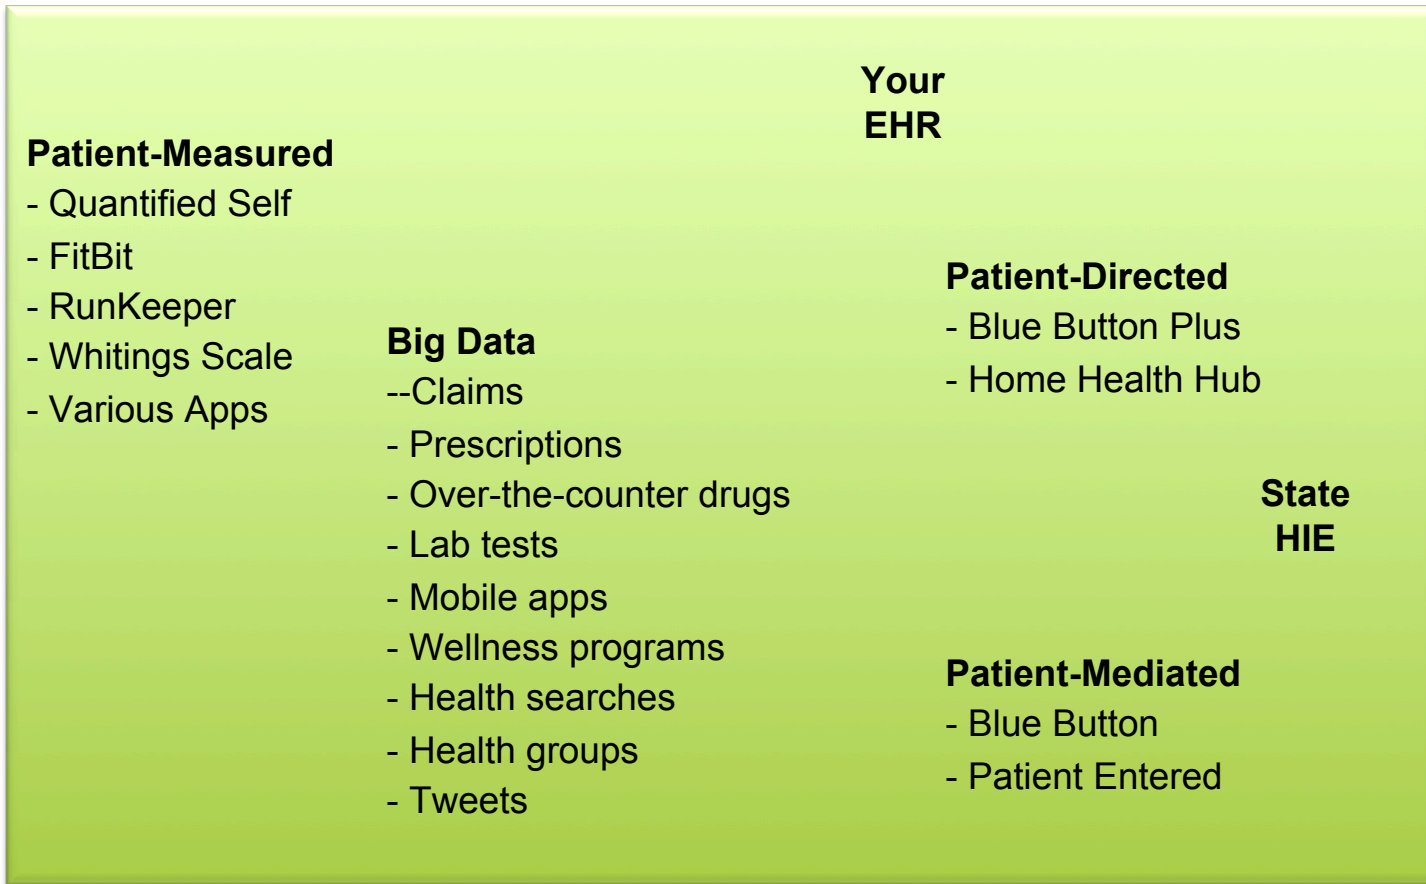 Your
EHR
Patient-Measured
- Quantified Self
- FitBit
- RunKeeper
- Whitings Scale
- Various Apps
Big Data
--Claims
- Prescriptions
- Over-the-counter drugs
- Lab tests
- Mobile apps
- Wellness programs
- Health searches
- Health groups
- Tweets
Patient-Directed
- Blue Button Plus
- Home Health Hub
State
HIE
Patient-Mediated
- Blue Button
- Patient Entered